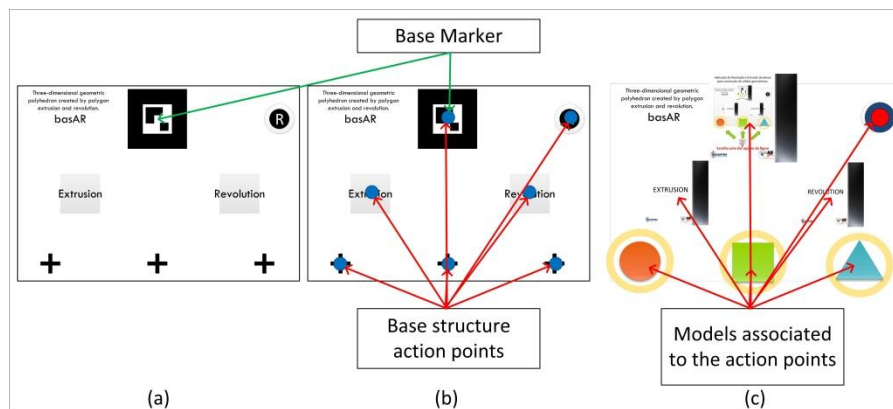 Base Marker
Three-dimensional geometric
polyhedron created by polygon
extrusion and revolution.
basAR
R
Extrusion
Revolution
Three-dimensional geometric
polyhedron created by polygon
extrusion and revolution.
basAR
Extrusion
Revolution
Three-dimensional geometric
polyhedron created by polygon
extrusion and revolution.
basAR
EXTRUSION
REVOLUTION
Base structure
action points
Models associated
to the action points
(a)
(b)
(c)